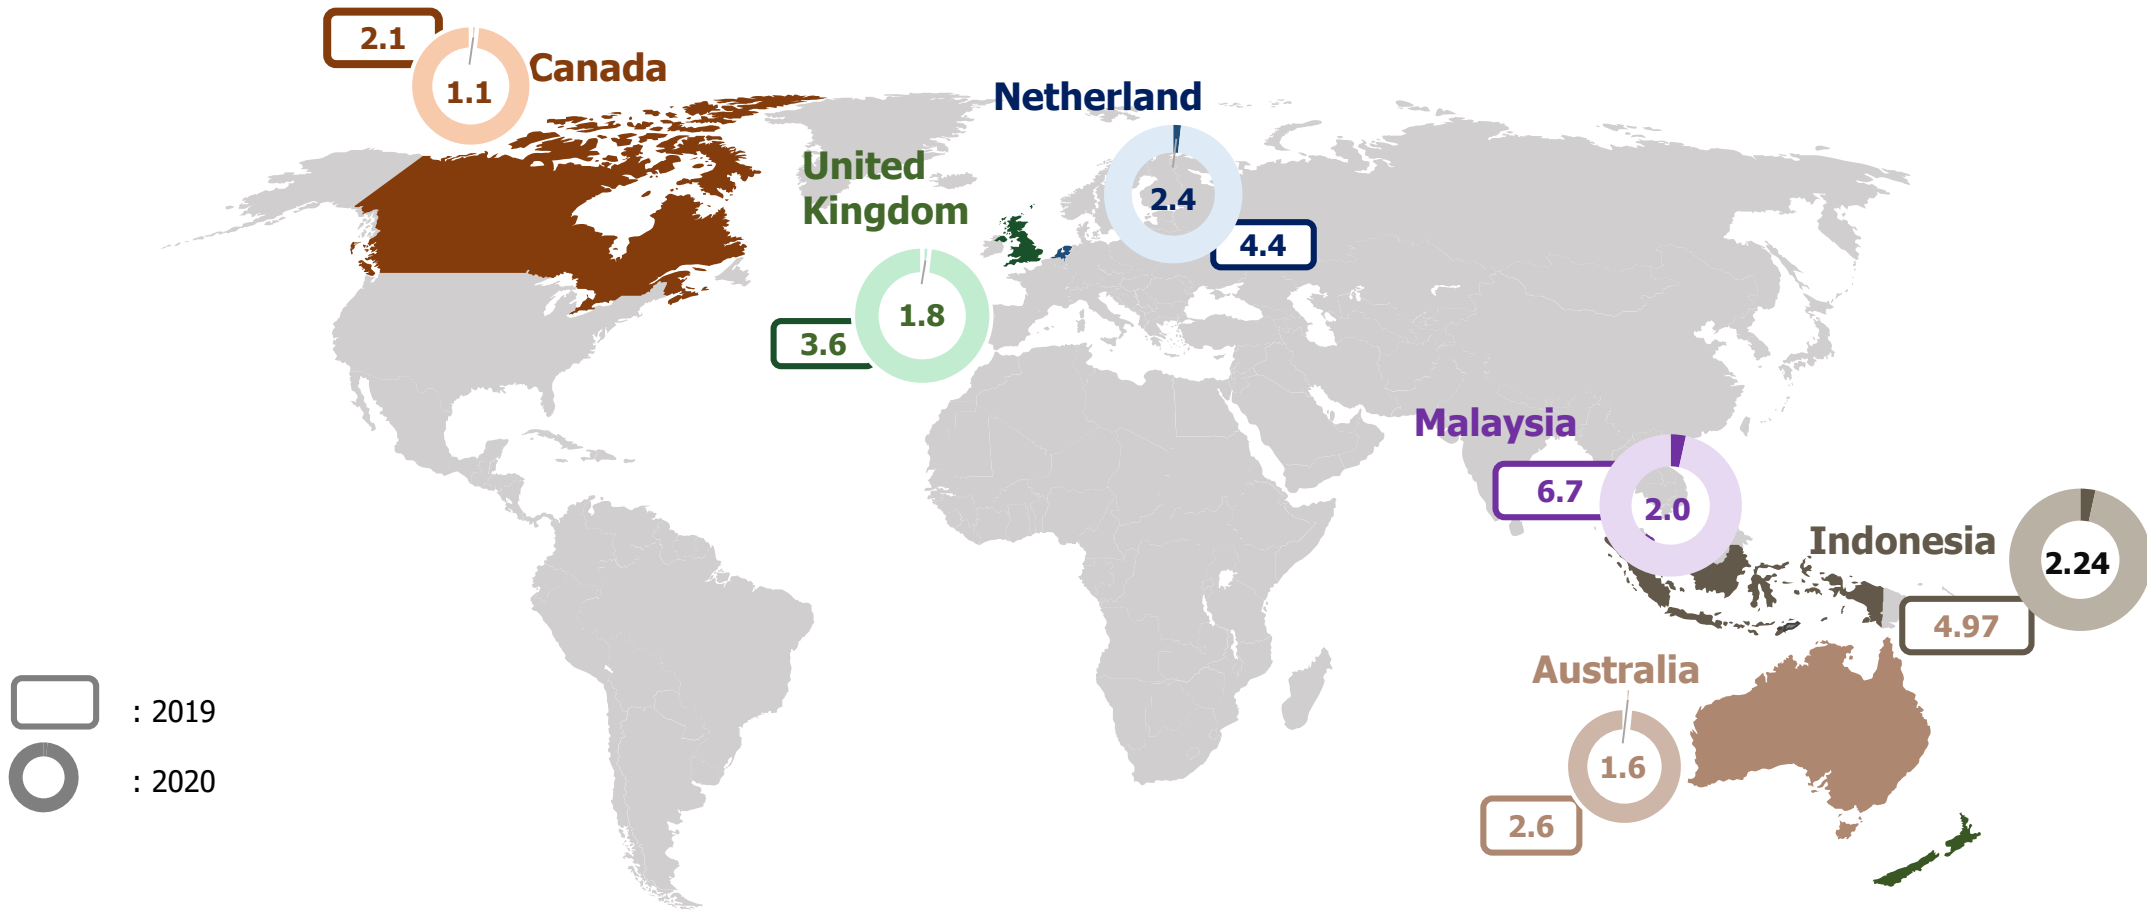 2.1
Canada
1.1
Netherland
United
Kingdom
2.4
4.4
1.8
3.6
Malaysia
6.7
2.0
Indonesia
2.24
4.97
Australia
1.6
2.6
: 2019
: 2020